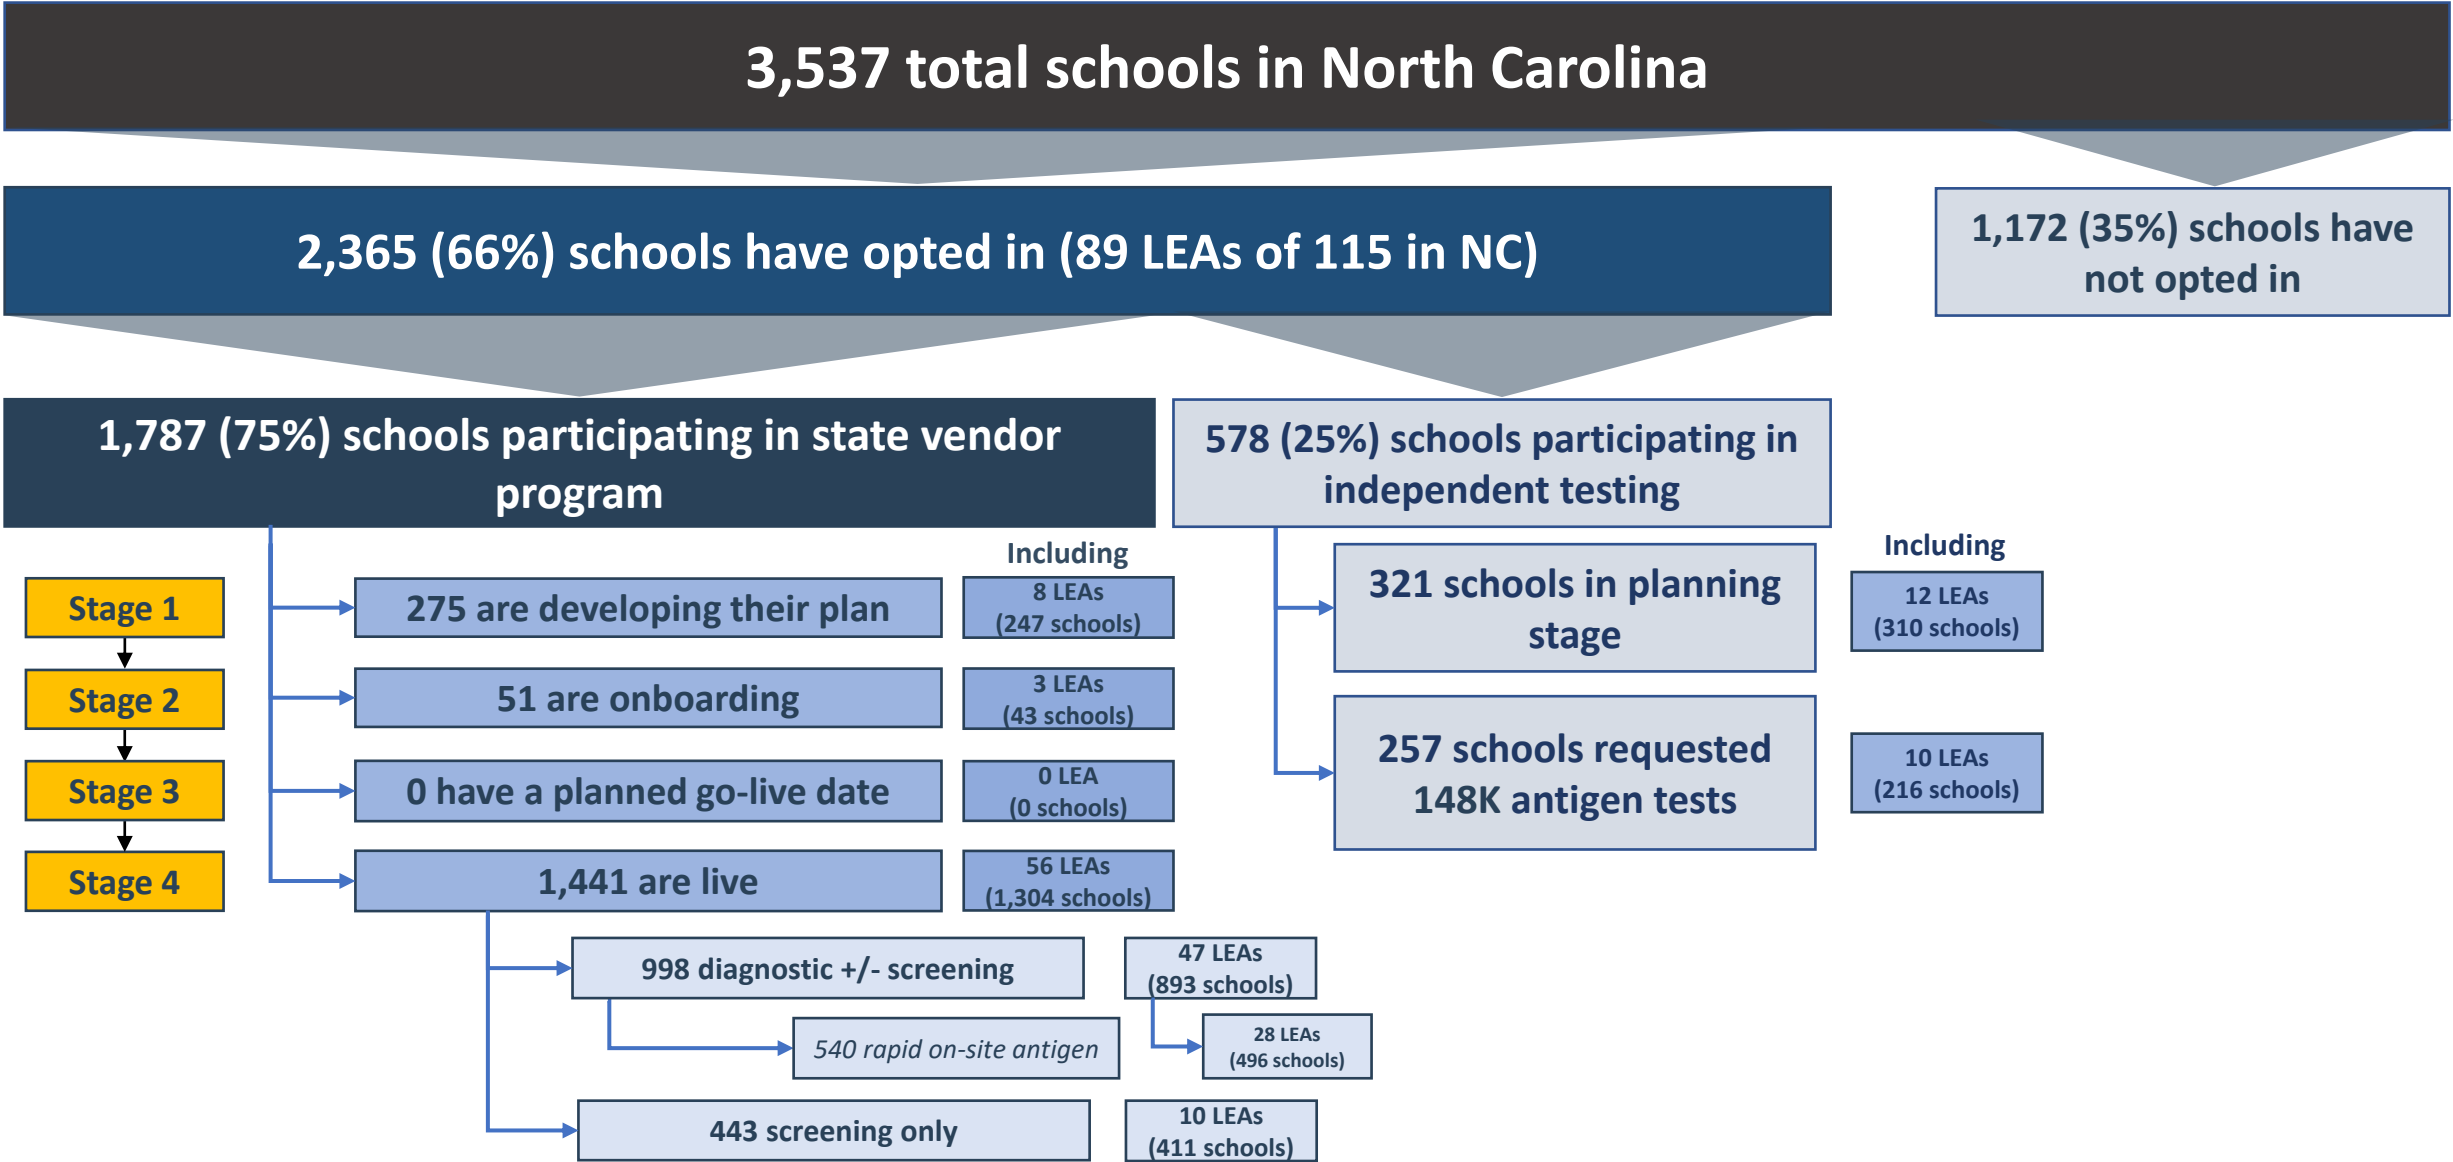 3,537 total schools in North Carolina
2,365 (66%) schools have opted in (89 LEAs of 115 in NC)
1,172 (35%) schools have
not opted in
1,787 (75%) schools participating in state vendor
program
578 (25%) schools participating in
independent testing
Including
Stage 1
275 are developing their plan
8 LEAs
(247 schools)
Stage 2
51 are onboarding
3 LEAs
(43 schools)
Stage 3
0 have a planned go-live date
0 LEA
(0 schools)
Stage 4
1,441 are live
56 LEAs
(1,304 schools)
998 diagnostic +/- screening
47 LEAs
(893 schools)
540 rapid on-site antigen
28 LEAs
(496 schools)
443 screening only
10 LEAs
(411 schools)
Including
321 schools in planning
stage
12 LEAs
(310 schools)
257 schools requested
148K antigen tests
10 LEAs
(216 schools)